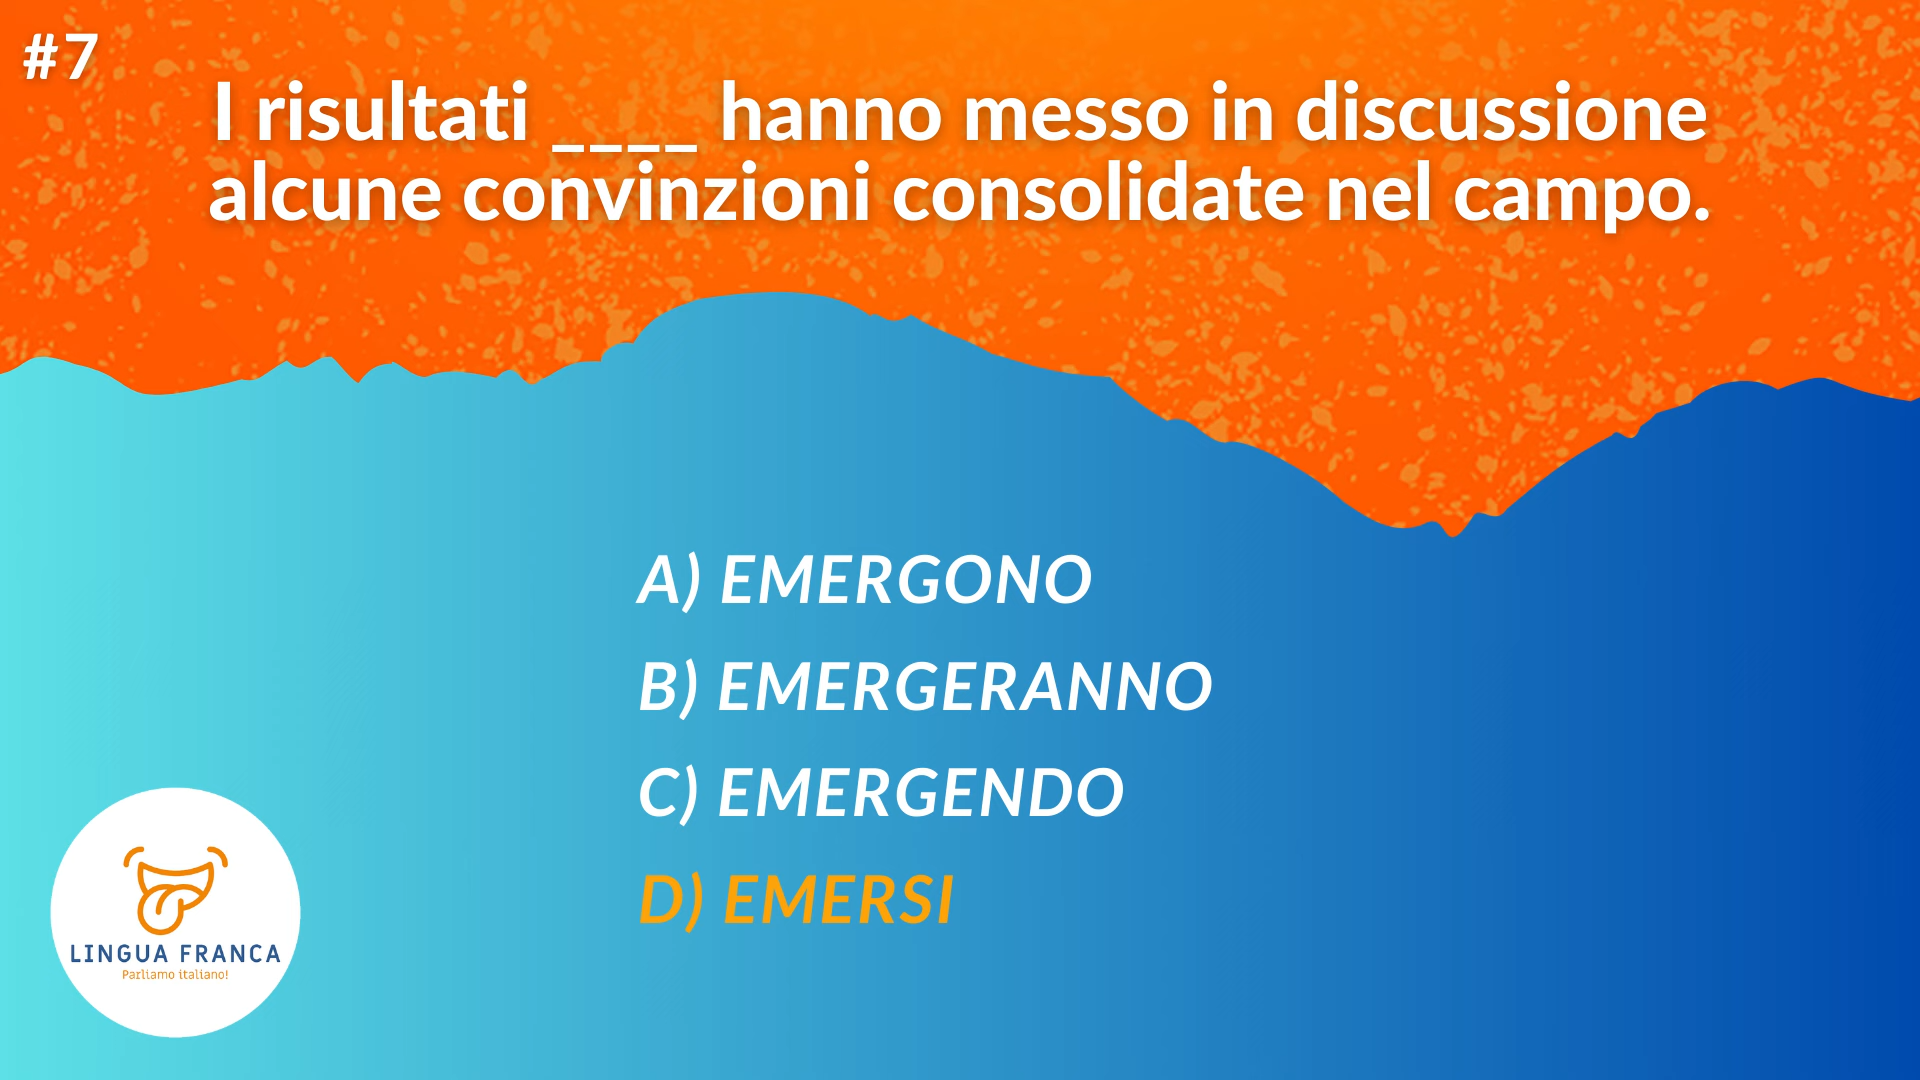 #7
I risultati ____ hanno messo in discussione
alcune convinzioni consolidate nel campo.
A) EMERGONO
B) EMERGERANNO
C) EMERGENDO
D) EMERSI
LINGUA FRANCA
Parliamo italiano!